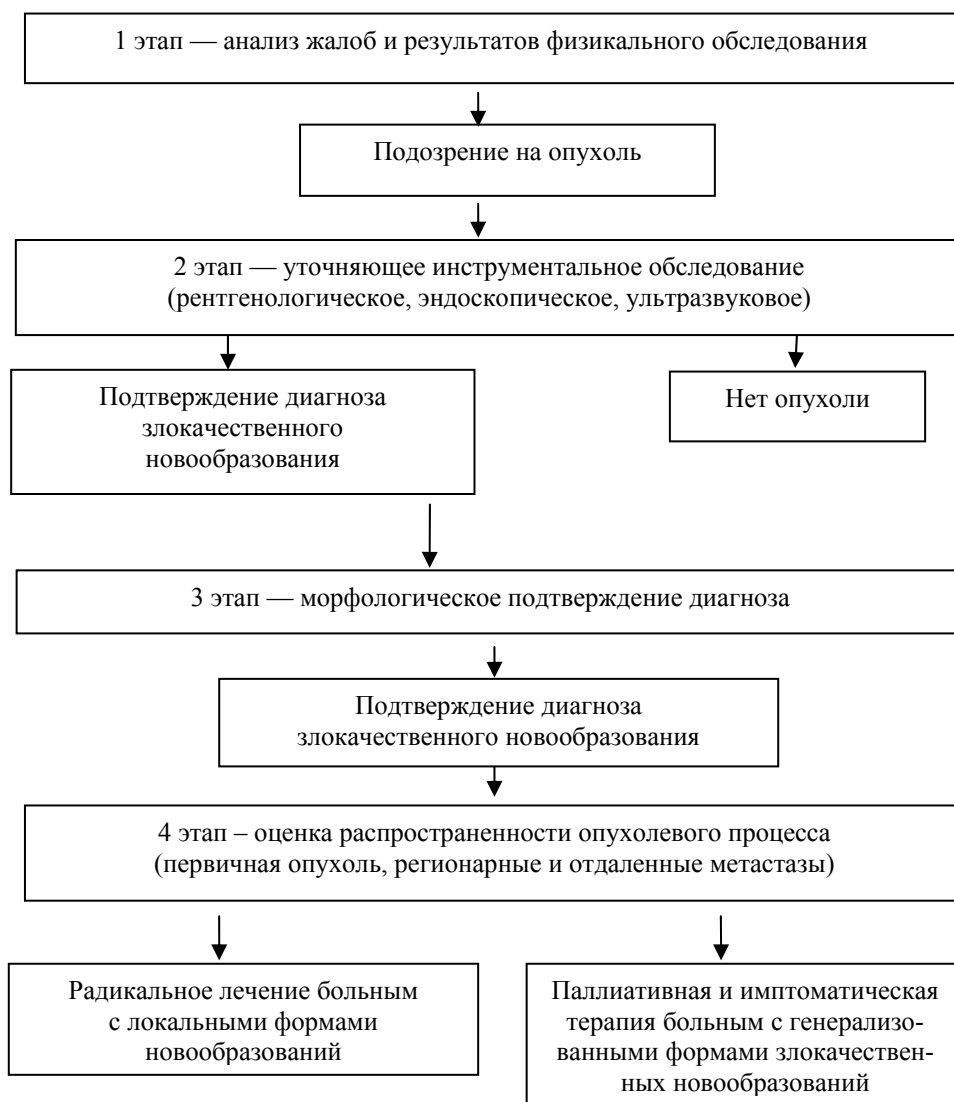 1 этап — анализ жалоб и результатов физикального обследования
Подозрение на опухоль
2 этап — уточняющее инструментальное обследование
(рентгенологическое, эндоскопическое, ультразвуковое)
Подтверждение диагноза
злокачественного
новообразования
Нет опухоли
3 этап — морфологическое подтверждение диагноза
Подтверждение диагноза
злокачественного новообразования
4 этап – оценка распространенности опухолевого процесса
(первичная опухоль, регионарные и отдаленные метастазы)
Радикальное лечение больным
с локальными формами
новообразований
Паллиативная и имптоматическая
терапия больным с генерализо-
ванными формами злокачествен-
ных новообразований